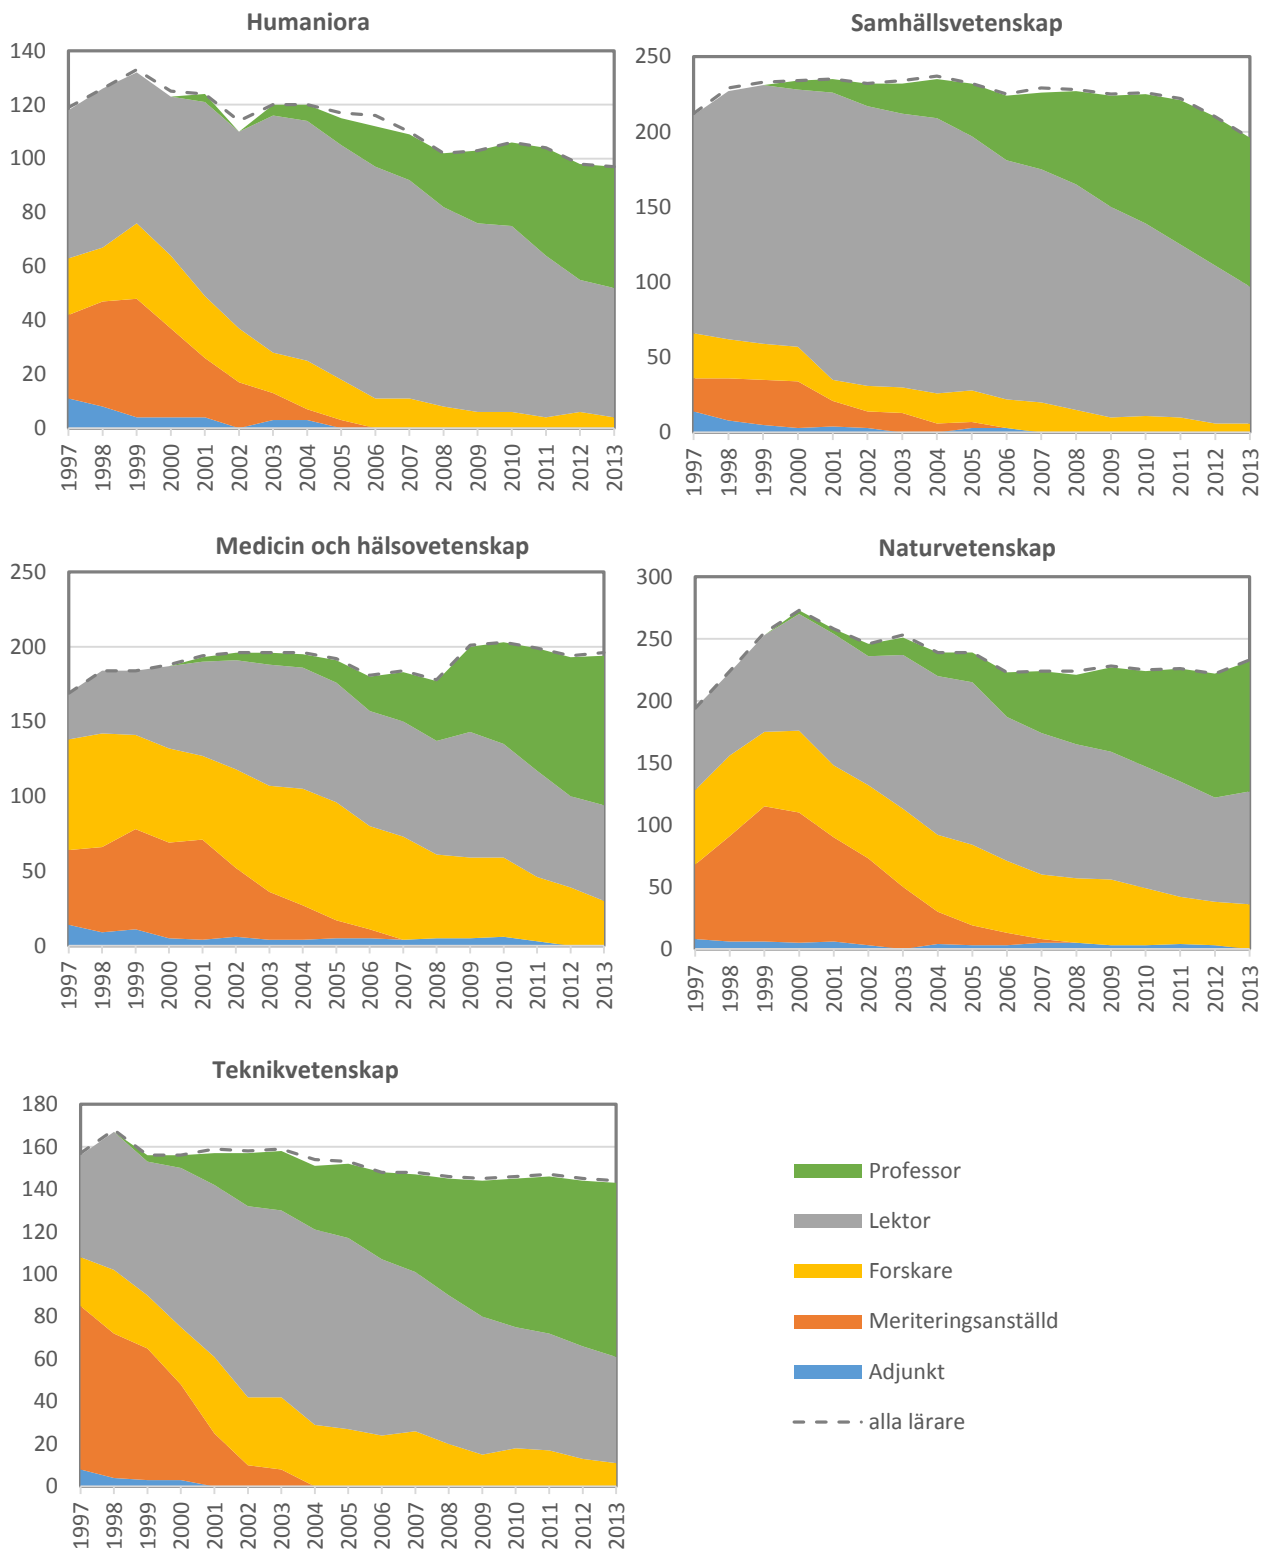 Humaniora
140
120
100
80
60
40
20
0
1997 1998 1999 2000 2001 2002 2003 2004 2005 2006 2007 2008 2009 2010 2011 2012 2013
Samhällsvetenskap
250
200
150
100
50
0
1997 1998 1999 2000 2001 2002 2003 2004 2005 2006 2007 2008 2009 2010 2011 2012 2013
Medicin och hälsovetenskap
250
200
150
100
50
0
1997 1998 1999 2000 2001 2002 2003 2004 2005 2006 2007 2008 2009 2010 2011 2012 2013
Naturvetenskap
300
250
200
150
100
50
0
1997 1998 1999 2000 2001 2002 2003 2004 2005 2006 2007 2008 2009 2010 2011 2012 2013
Teknikvetenskap
180
160
140
120
100
80
60
40
20
0
1997 1998 1999 2000 2001 2002 2003 2004 2005 2006 2007 2008 2009 2010 2011 2012 2013
Professor
Lektor
Forskare
Meriteringsanställd
Adjunkt
alla lärare